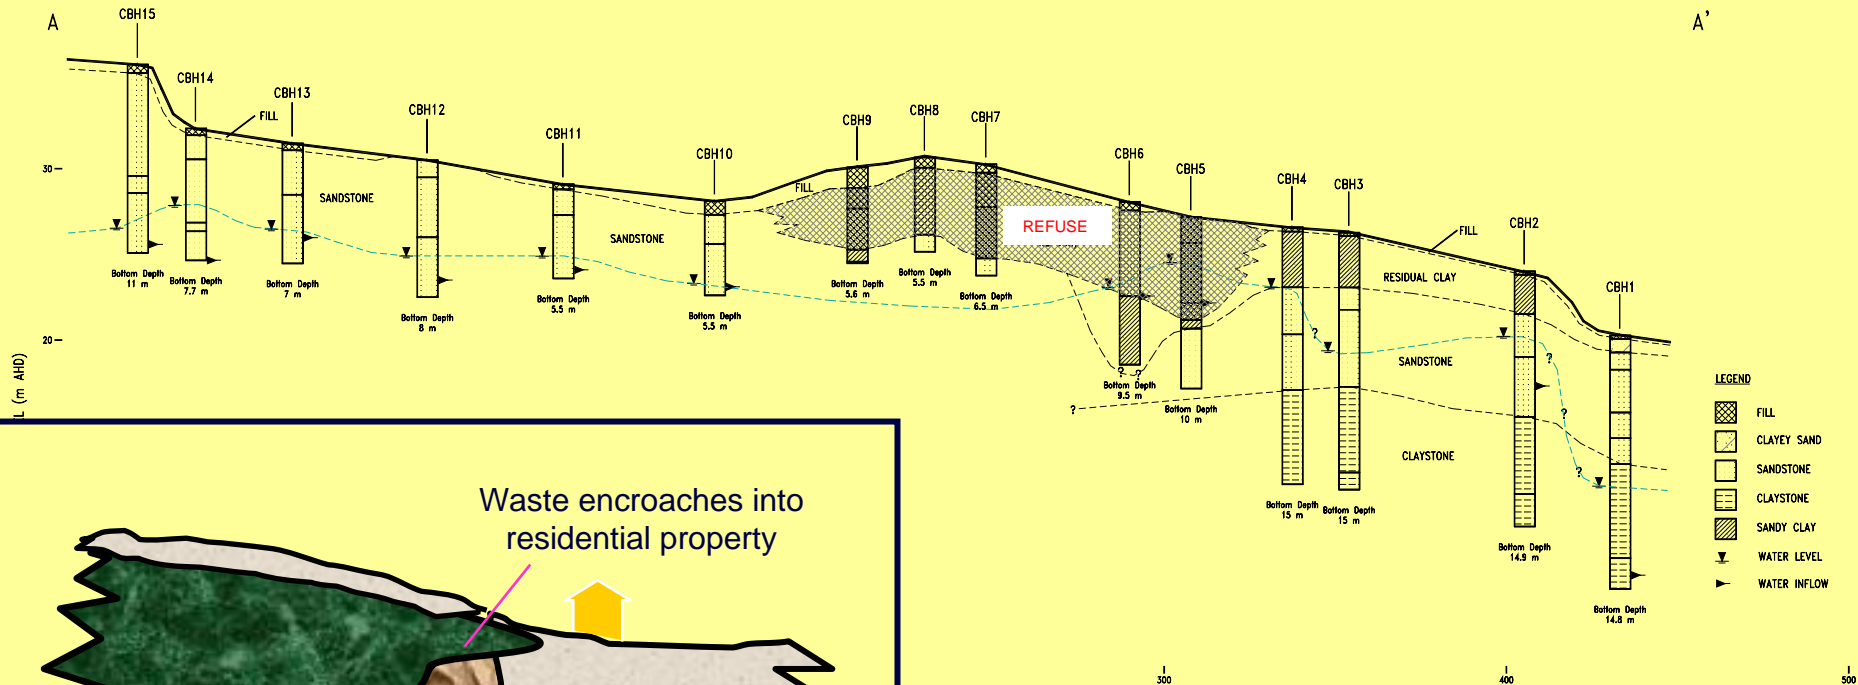 A
A'
CBH15
CBH14
CBH13
CBH12
CBH11
CBH10
CBH9
CBH8
CBH7
CBH6
CBH5
CBH4
CBH3
CBH2
CBH1
FILL
SANDSTONE
SANDSTONE
FILL
REFUSE
FILL
RESIDUAL CLAY
SANDSTONE
CLAYSTONE
30
20
(m AHD)
Bottom Depth
11 m
Bottom Depth
7.7 m
Bottom Depth
7 m
Bottom Depth
8 m
Bottom Depth
5.5 m
Bottom Depth
5.5 m
Bottom Depth
5.6 m
Bottom Depth
5.5 m
Bottom Depth
6.5 m
Bottom Depth
9.5 m
Bottom Depth
10 m
Bottom Depth
15 m
Bottom Depth
15 m
Bottom Depth
14.9 m
Bottom Depth
14.8 m
? ?
?
?
?
?
?
LEGEND
FILL
CLAYEY SAND
SANDSTONE
CLAYSTONE
SANDY CLAY
WATER LEVEL
WATER INFLOW
Waste encroaches into
residential property
300
400
500